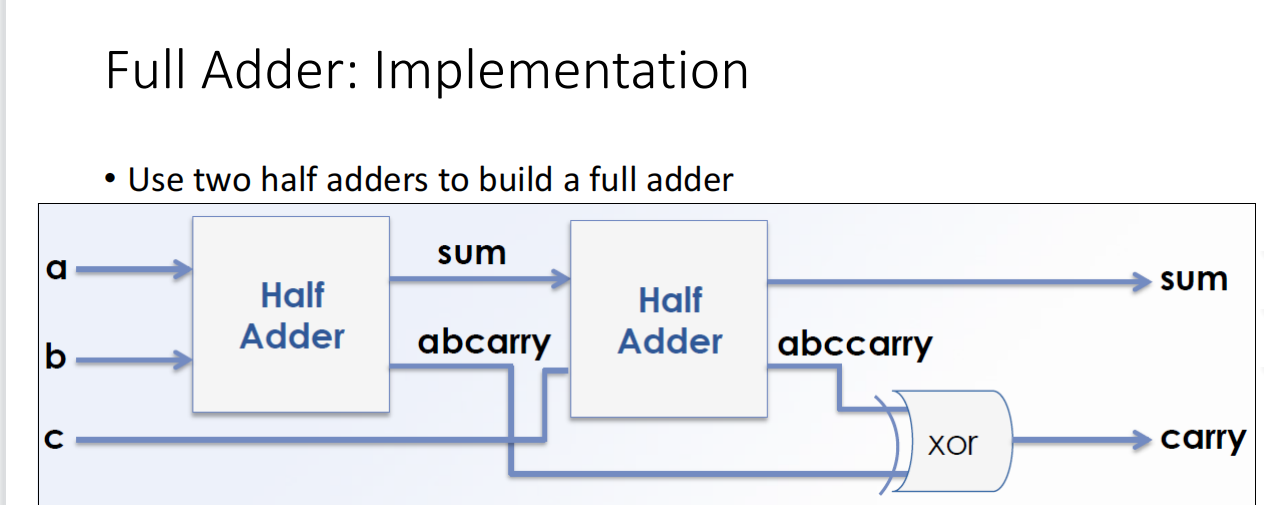 Full Adder: Implementation
• Use two half adders to build a full adder
a
b
c
Half
Adder
sum
abcarry
Half
Adder
abccarry
xor
sum
carry